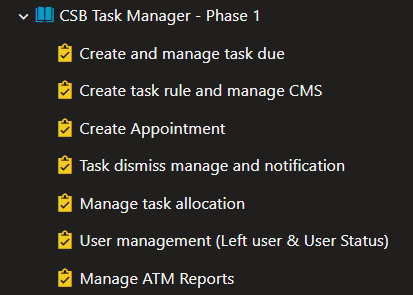 CSB Task Manager - Phase 1
Create and manage task due
Create task rule and manage CMS
Create Appointment
Task dismiss manage and notification
Manage task allocation
User management (Left user & User Status)
Manage ATM Reports